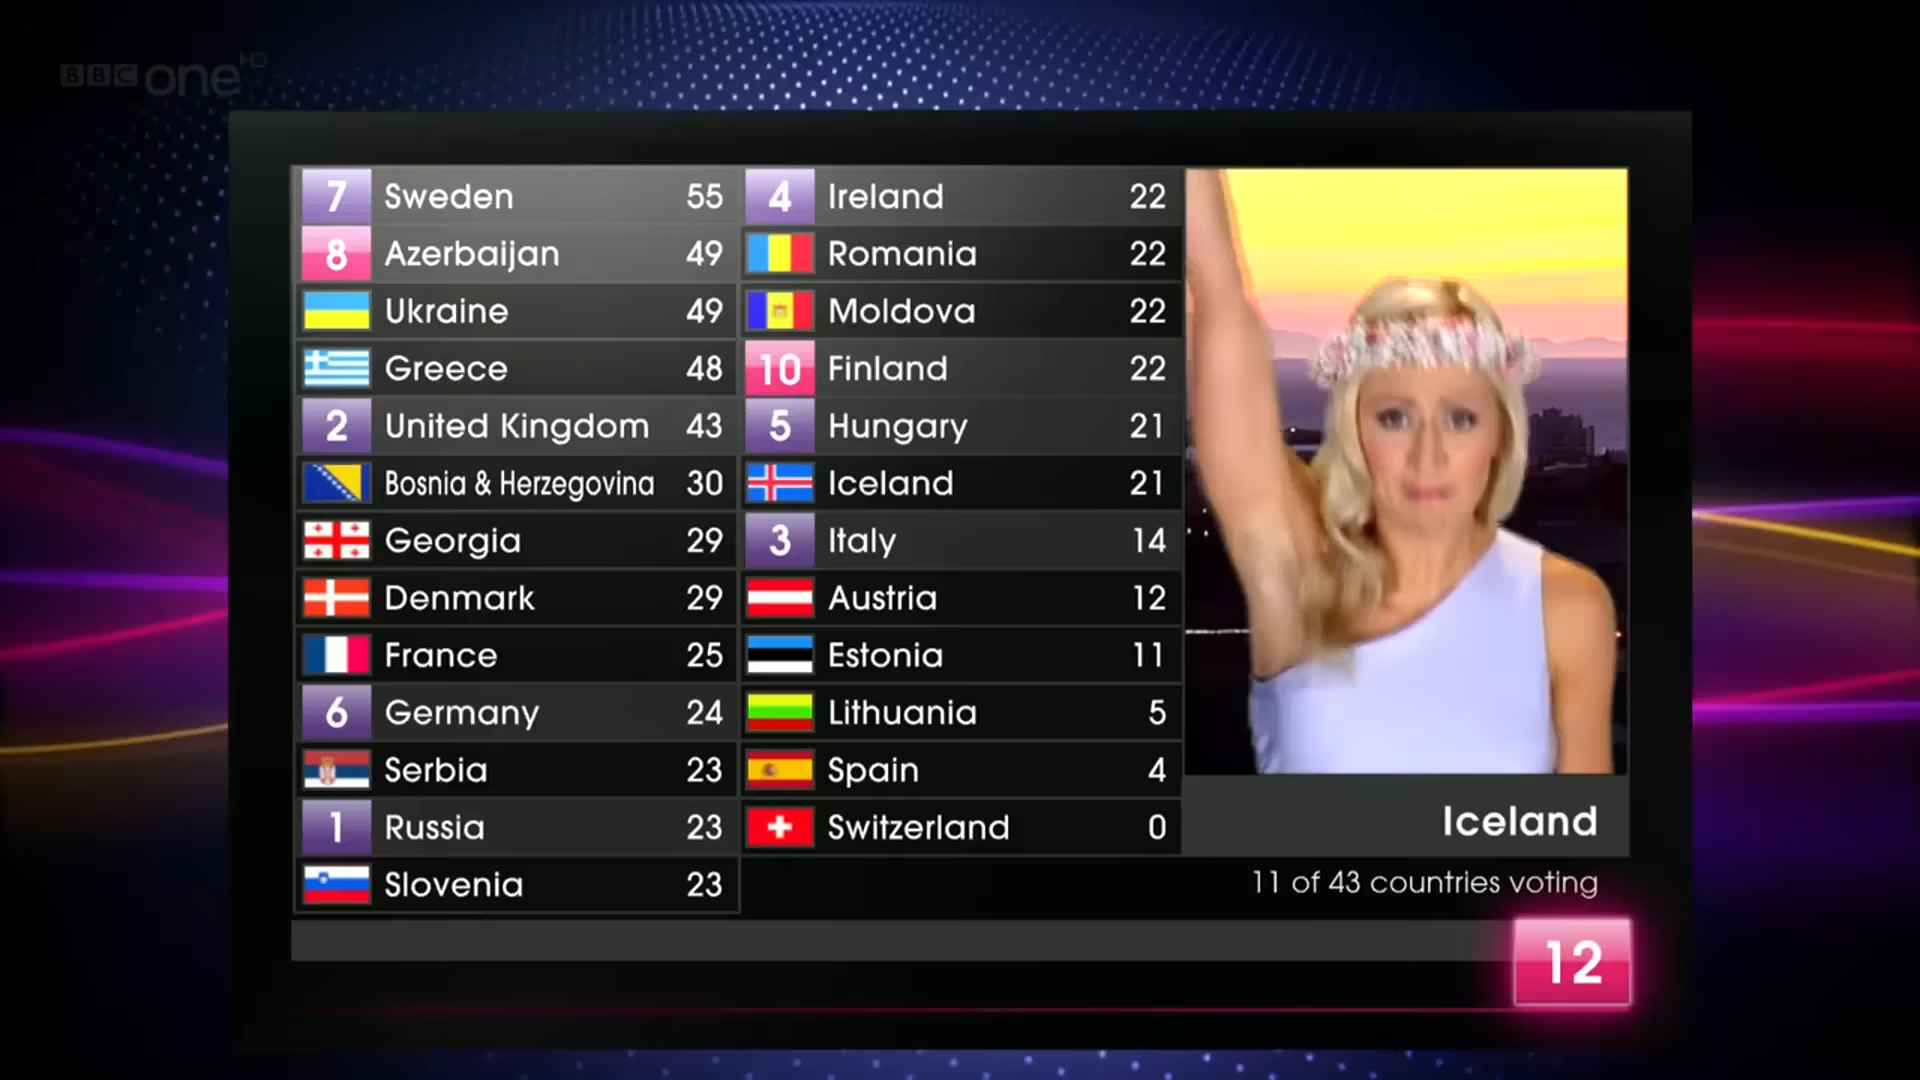 BBC one HD
7 Sweden 55
8 Azerbaijan 49
Ukraine 49
Greece 48
2 United Kingdom 43
Bosnia & Herzegovina 30
Georgia 29
Denmark 29
France 25
6 Germany 24
Serbia 23
1 Russia 23
Slovenia 23
4 Ireland 22
Romania 22
Moldova 22
10 Finland 22
5 Hungary 21
Iceland 21
3 Italy 14
Austria 12
Estonia 11
Lithuania 5
Spain 4
Switzerland 0
Iceland
11 of 43 countries voting
12